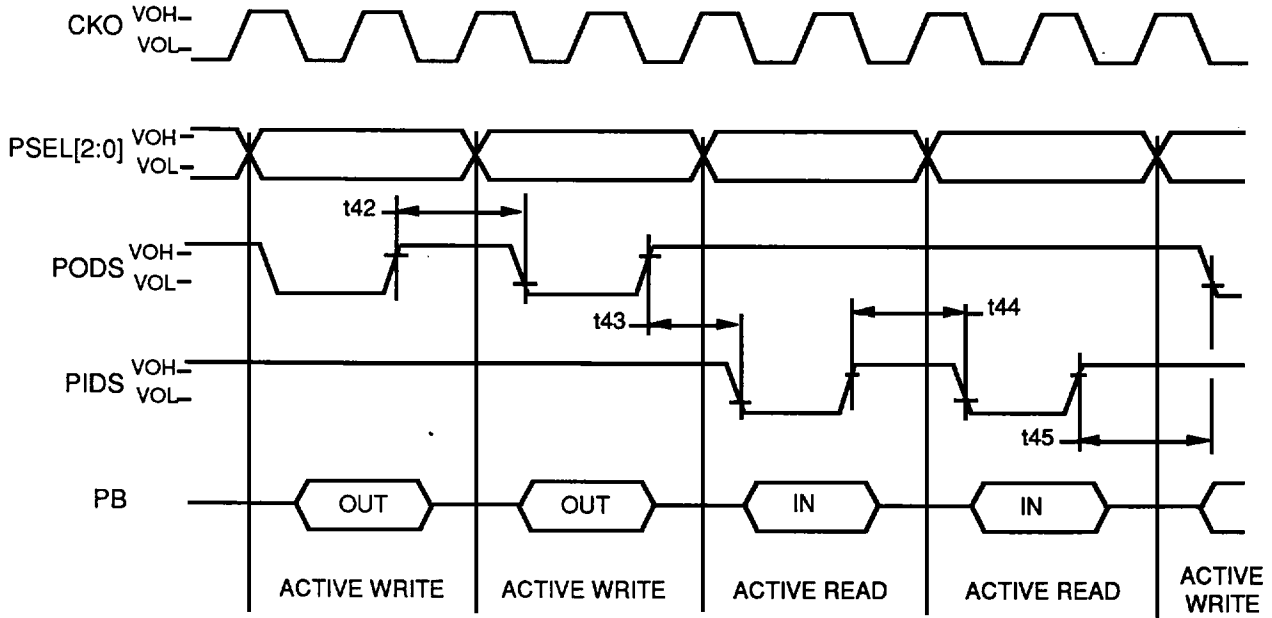 CKO VOH
VOL
PSEL[2:0] VOH
VOL
t42
PODS VOH
VOL
t43
t44
PIDS VOH
VOL
t45
PB OUT OUT IN IN
ACTIVE WRITE ACTIVE WRITE ACTIVE READ ACTIVE READ ACTIVE
WRITE